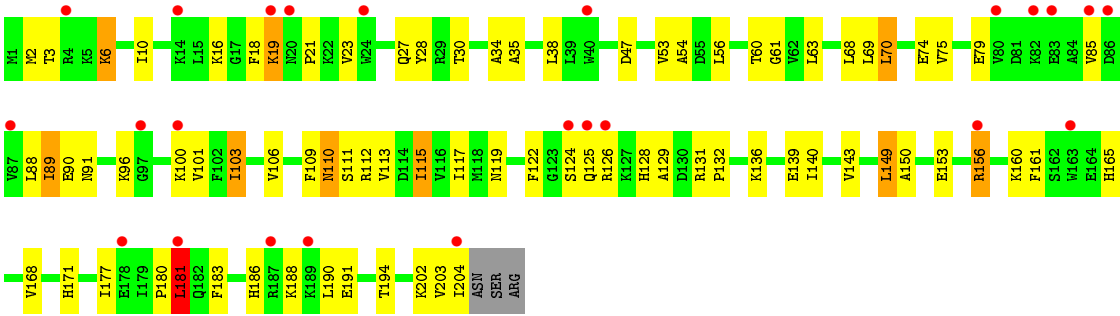 M1 M2 T3 R4 K5 K6 I10 K14 L15 K16 G17 F18 K19 N20 P21 K22 V23 W24 Q27 Y28 R29 T30 A34 A35 L38 L39 W40 D47 V53 A54 D55 L56 T60 G61 V62 L63 L68 L69 L70 E74 V75 E79 V80 D81 K82 E83 A84 V85 D86
V87 L88 I89 E90 N91 K96 G97 K100 V101 F102 I103 V106 F109 N110 S111 R112 V113 D114 I115 V116 I117 M118 N119 F122 G123 S124 Q125 R126 K127 H128 A129 D130 R131 P132 K136 E139 I140 V143 L149 A150 E153 R156 K160 F161 S162 W163 E164 H165
V168 H171 I177 E178 I179 P180 L181 Q182 F183 H186 R187 K188 K189 L190 E191 T194 K202 V203 I204 ASN SER ARG